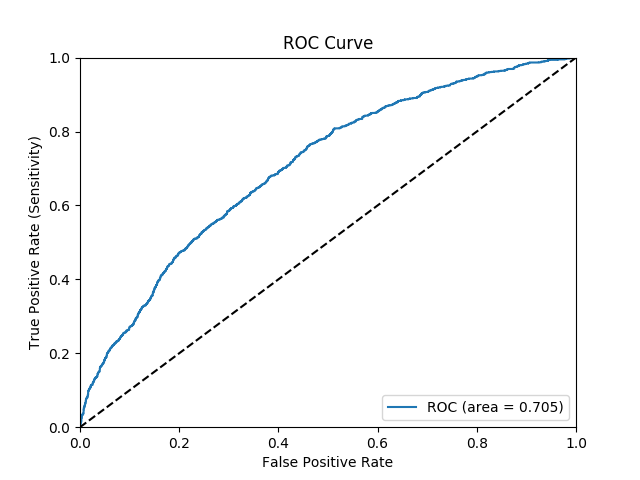 ROC Curve
1.0
0.8
0.6
0.4
0.2
0.0
True Positive Rate (Sensitivity)
ROC (area = 0.705)
0.0 0.2 0.4 0.6 0.8 1.0
False Positive Rate